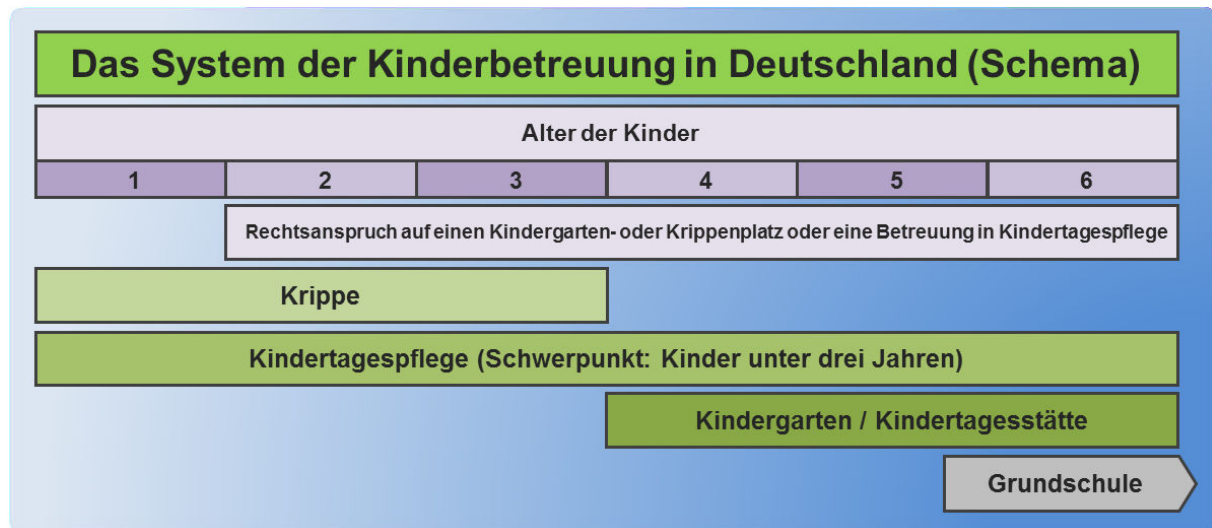 Das System der Kinderbetreuung in Deutschland (Schema)
Alter der Kinder
1 2 3 4 5 6
Rechtsanspruch auf einen Kindergarten- oder Krippenplatz oder eine Betreuung in Kindertagespflege
Krippe
Kindertagespflege (Schwerpunkt: Kinder unter drei Jahren)
Kindergarten / Kindertagesstätte
Grundschule